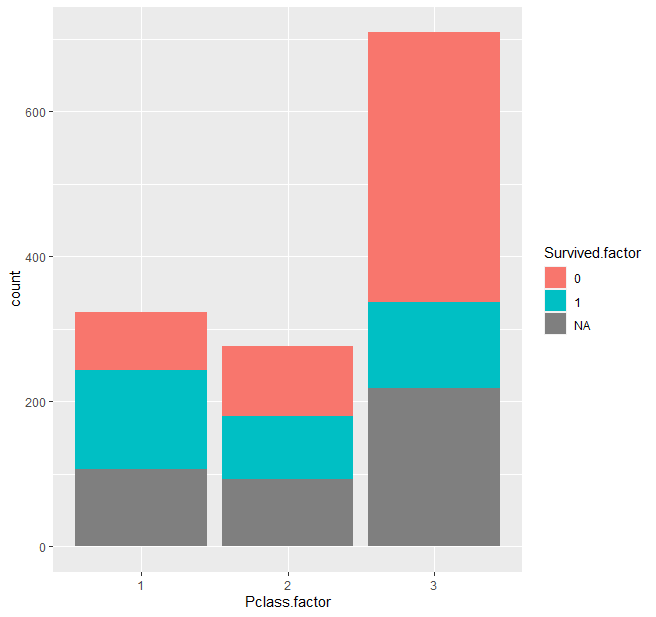 count
600
400
200
0
1
2
3
Pclass.factor
Survived.factor
0
1
NA